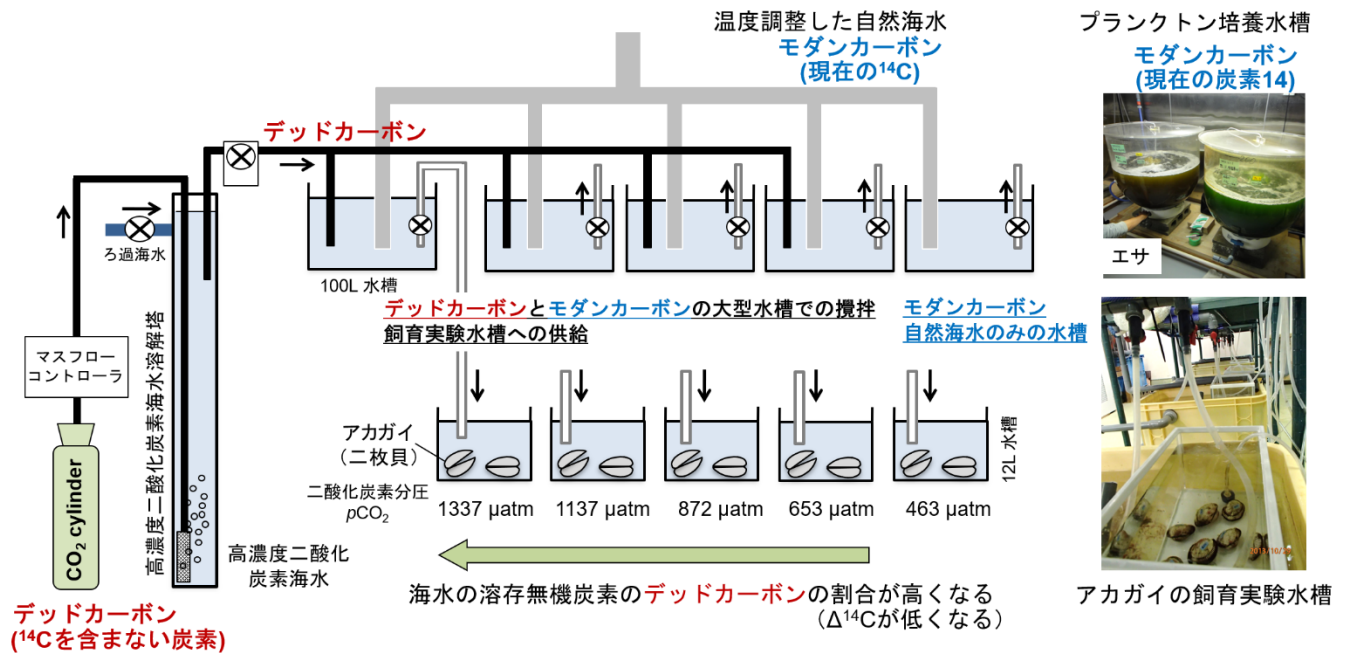 温度調整した自然海水
モダンカーボン
(現在の¹⁴C)
プランクトン培養水槽
モダンカーボン
(現在の炭素14)
デッドカーボン
ろ過海水
100L 水槽
エサ
デッドカーボンとモダンカーボンの大型水槽での攪拌
飼育実験水槽への供給
モダンカーボン
自然海水のみの水槽
マスフロー
コントローラ
高濃度二酸化炭素海水溶解塔
CO₂ cylinder
アカガイ
（二枚貝）
12L 水槽
二酸化炭素分圧
pCO₂
1337 µatm
1137 µatm
872 µatm
653 µatm
463 µatm
高濃度二酸化
炭素海水
海水の溶存無機炭素のデッドカーボンの割合が高くなる
（Δ¹⁴Cが低くなる）
アカガイの飼育実験水槽
デッドカーボン
(¹⁴Cを含まない炭素)